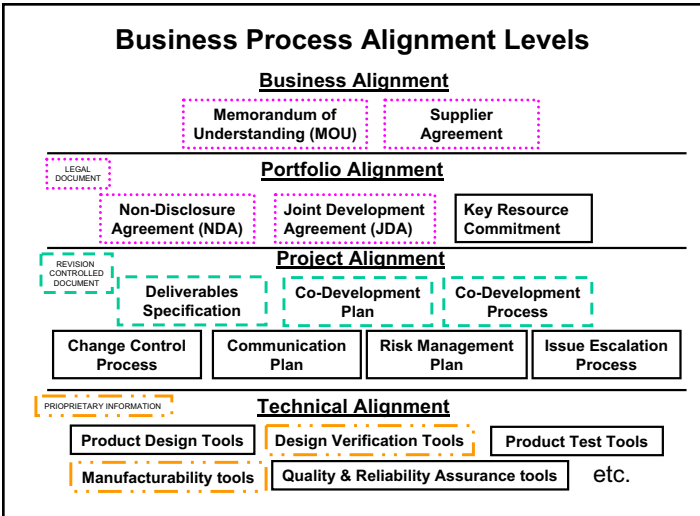 Business Process Alignment Levels
Business Alignment
Memorandum of
Understanding (MOU)
Supplier
Agreement
LEGAL
DOCUMENT
Portfolio Alignment
Non-Disclosure
Agreement (NDA)
Joint Development
Agreement (JDA)
Key Resource
Commitment
REVISION
CONTROLLED
DOCUMENT
Project Alignment
Deliverables
Specification
Co-Development
Plan
Co-Development
Process
Change Control
Process
Communication
Plan
Risk Management
Plan
Issue Escalation
Process
PRIOPRIETARY INFORMATION
Technical Alignment
Product Design Tools
Design Verification Tools
Product Test Tools
Manufacturability tools
Quality & Reliability Assurance tools
etc.